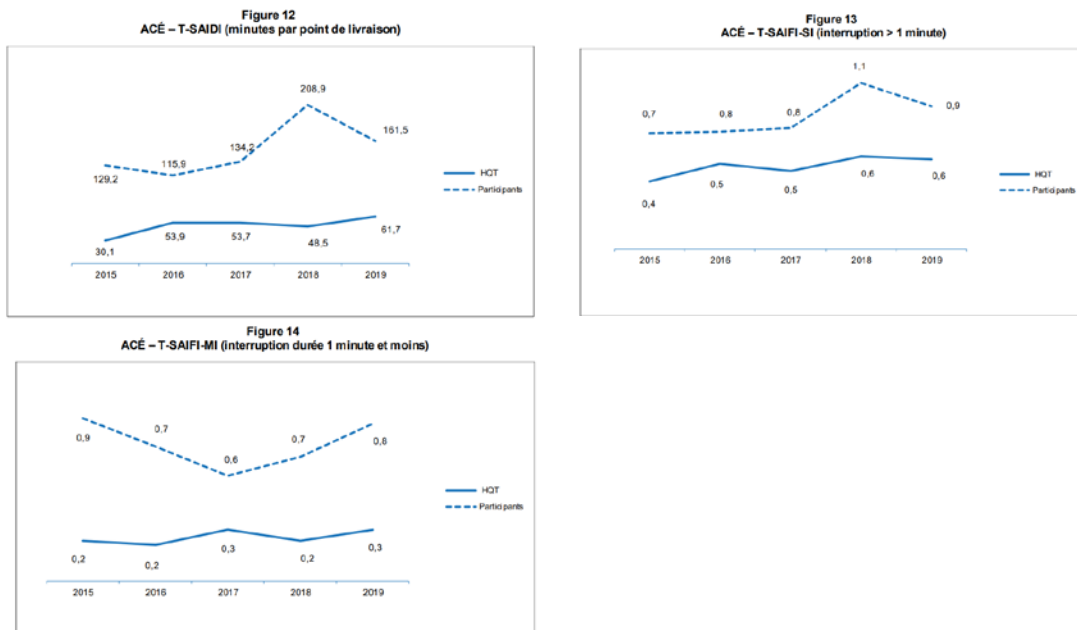 Figure 12
ACÉ – T-SAIDI (minutes par point de livraison)
208,9
161,5
134,2
115,9
129,2
HQT
Participants
61,7
53,9
53,7
48,5
30,1
2015 2016 2017 2018 2019
Figure 13
ACÉ – T-SAIFI-SI (interruption > 1 minute)
1,1
0,9
0,8
0,8
0,7
HQT
Participants
0,6
0,6
0,5
0,5
0,4
2015 2016 2017 2018 2019
Figure 14
ACÉ – T-SAIFI-MI (interruption durée 1 minute et moins)
0,9
0,7
0,6
0,7
0,8
HQT
Participants
0,2
0,2
0,3
0,2
0,3
2015 2016 2017 2018 2019